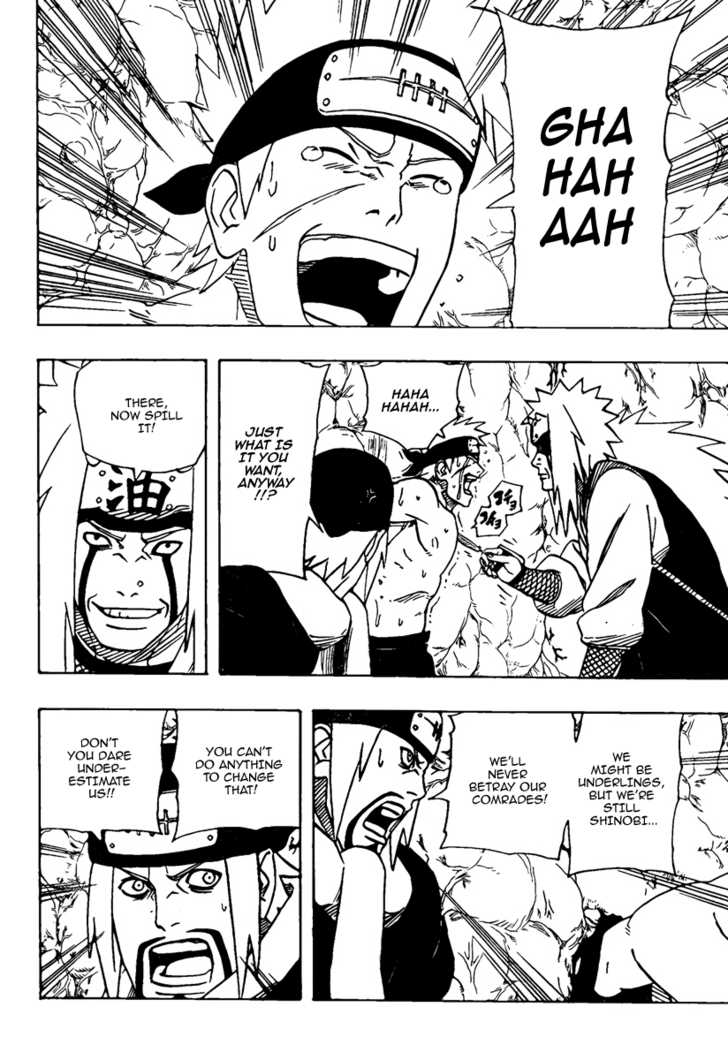 GHA
HAH
AAH
HAHA
HAHAH...
JUST
WHAT IS
IT YOU
WANT,
ANYWAY
!!?
THERE,
NOW SPILL
IT!
油
WE
MIGHT BE
UNDERLINGS,
BUT WE'RE
STILL
SHINOBI...
WE'LL
NEVER
BETRAY OUR
COMRADES!
YOU CAN'T
DO ANYTHING
TO CHANGE
THAT!
DON'T
YOU DARE
UNDER-
ESTIMATE
US!!